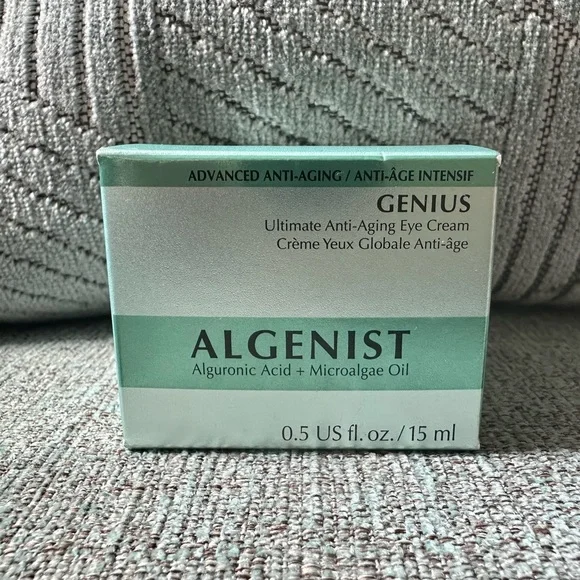 ADVANCED ANTI-AGING / ANTI-ÂGE INTENSIF
GENIUS
Ultimate Anti-Aging Eye Cream
Crème Yeux Globale Anti-âge
ALGENIST
Alguronic Acid + Microalgae Oil
0.5 US fl. oz. / 15 ml